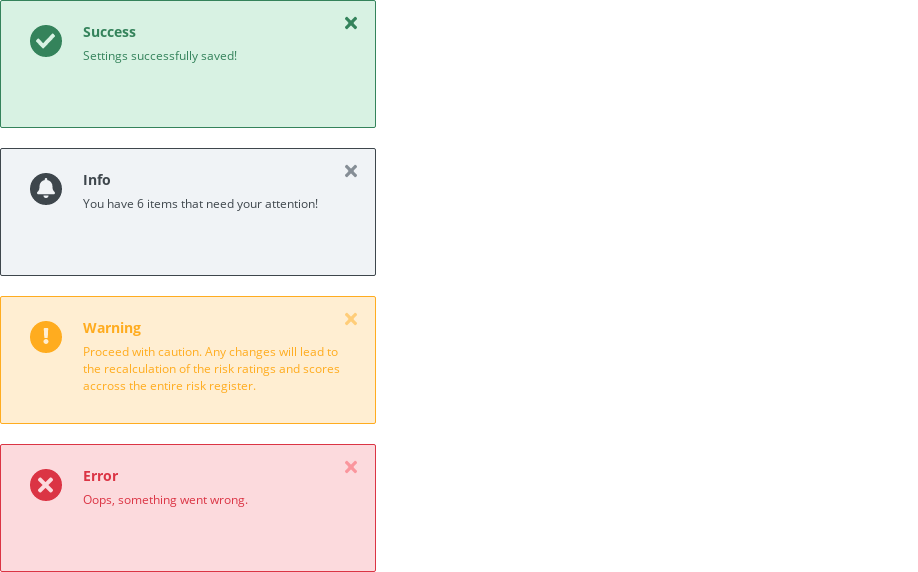 Success
Settings successfully saved!
Info
You have 6 items that need your attention!
Warning
Proceed with caution. Any changes will lead to
the recalculation of the risk ratings and scores
accross the entire risk register.
Error
Oops, something went wrong.